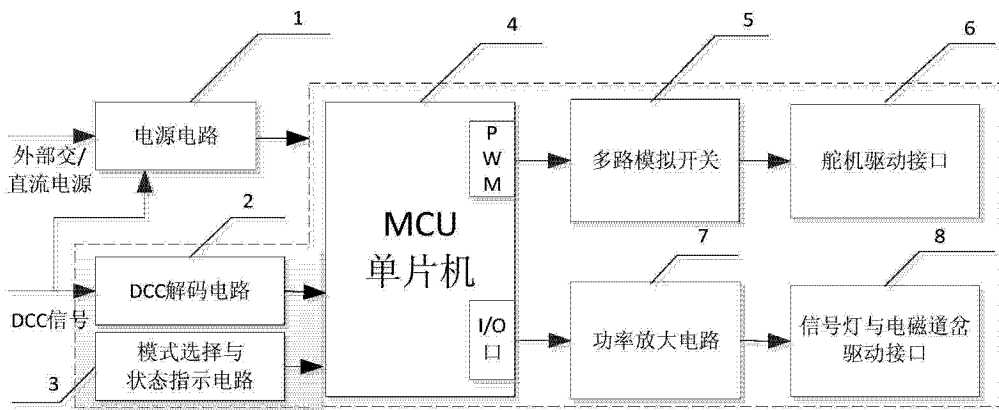 1
4
5
6
电源电路
外部交/
直流电源
P
W
M
多路模拟开关
舵机驱动接口
2
MCU
单片机
7
8
DCC解码电路
DCC信号
I/O
口
功率放大电路
信号灯与电磁道岔
驱动接口
模式选择与
状态指示电路
3